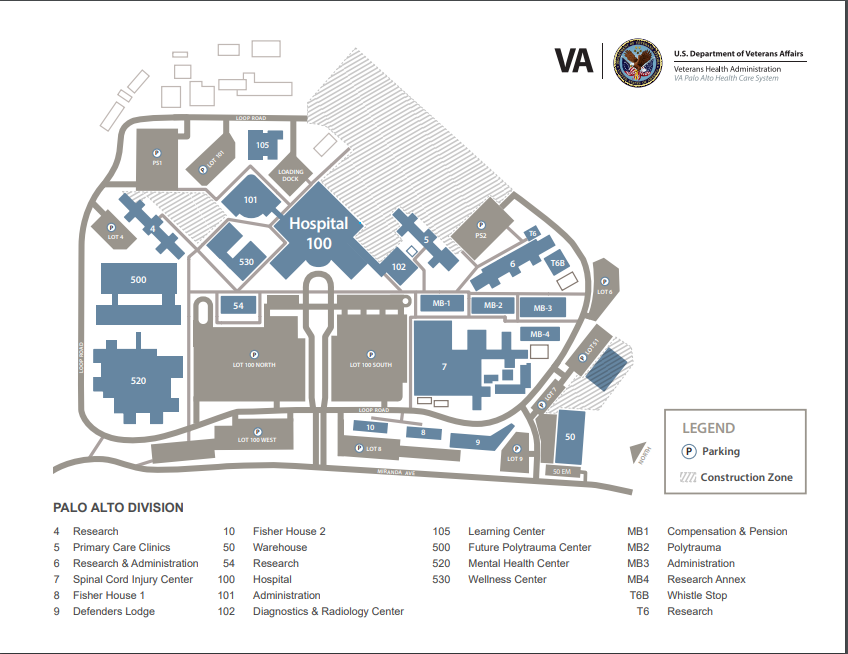 VA
U.S. Department of Veterans Affairs
Veterans Health Administration
VA Palo Alto Health Care System
LOOP ROAD
PS1
P
LOT 101
P
105
LOADING
DOCK
101
Hospital
100
4
P
LOT 4
530
5
102
P
PS2
T6
6
T6B
P
LOT 6
500
54
MB-1
MB-2
MB-3
MB-4
LOOP ROAD
520
P
LOT 100 NORTH
P
LOT 100 SOUTH
7
P
LOT 51
P
LOT 7
LOOP ROAD
P
LOT 100 WEST
10
8
9
P
LOT 8
P
LOT 9
50
50 EM
MIRANDA AVE
NORTH
LEGEND
P Parking
Construction Zone
PALO ALTO DIVISION
4 Research
5 Primary Care Clinics
6 Research & Administration
7 Spinal Cord Injury Center
8 Fisher House 1
9 Defenders Lodge
10 Fisher House 2
50 Warehouse
54 Research
100 Hospital
101 Administration
102 Diagnostics & Radiology Center
105 Learning Center
500 Future Polytrauma Center
520 Mental Health Center
530 Wellness Center
MB1 Compensation & Pension
MB2 Polytrauma
MB3 Administration
MB4 Research Annex
T6B Whistle Stop
T6 Research